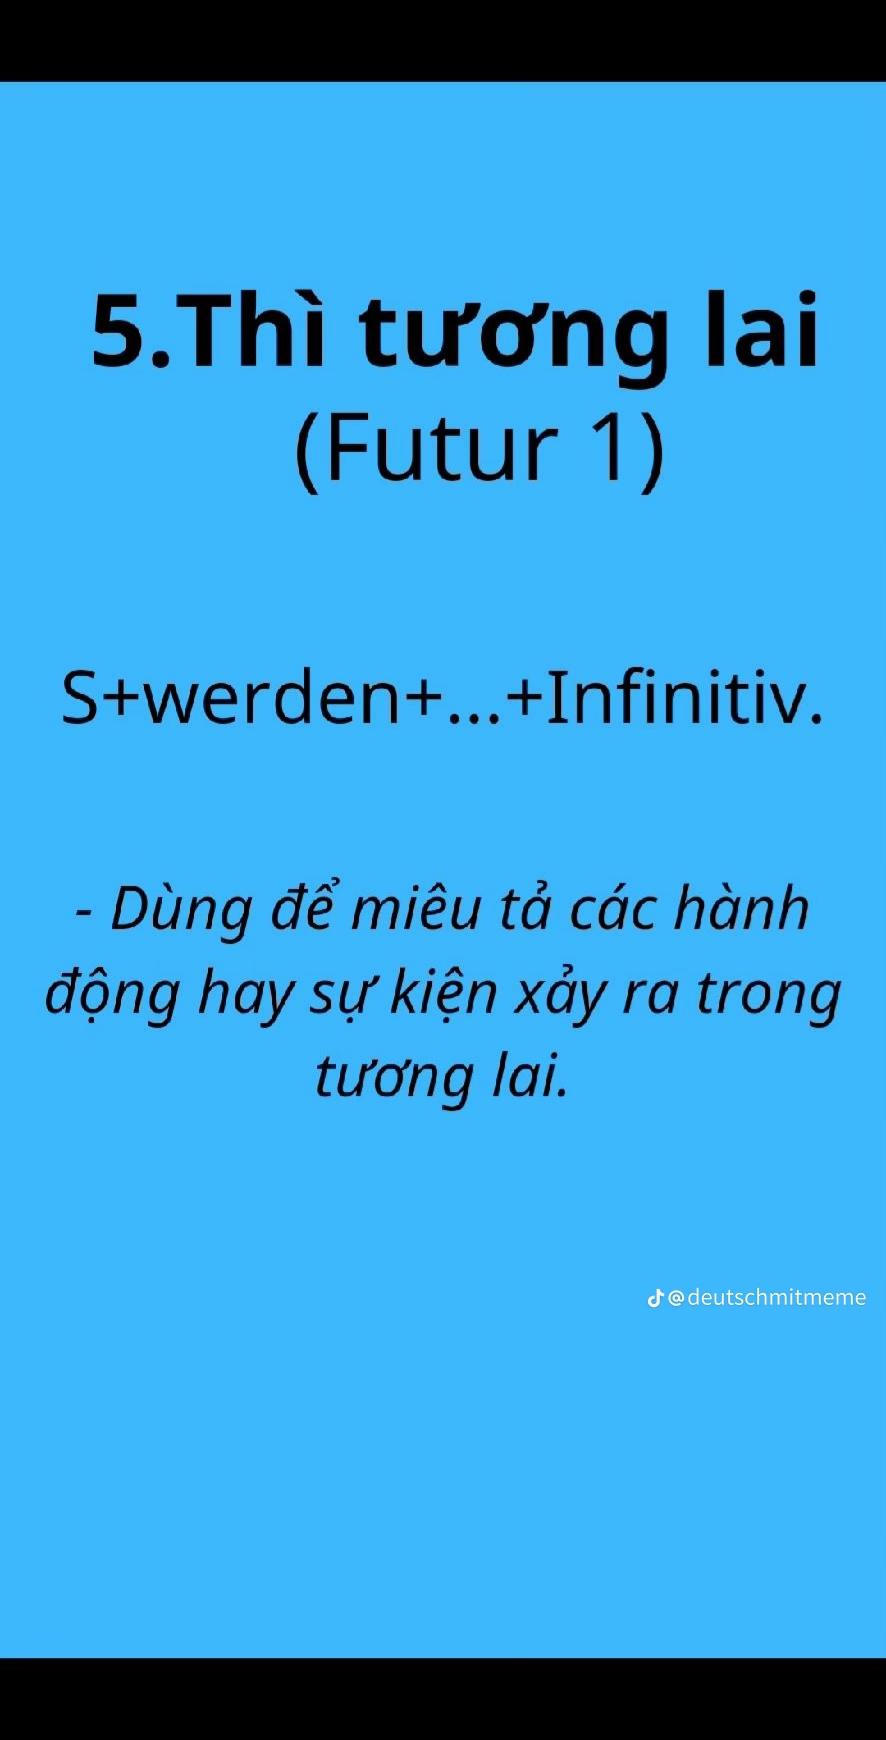 5.Thì tương lai
(Futur 1)
S+werden+...+Infinitiv.
- Dùng để miêu tả các hành
động hay sự kiện xảy ra trong
tương lai.
@deutschmitmeme